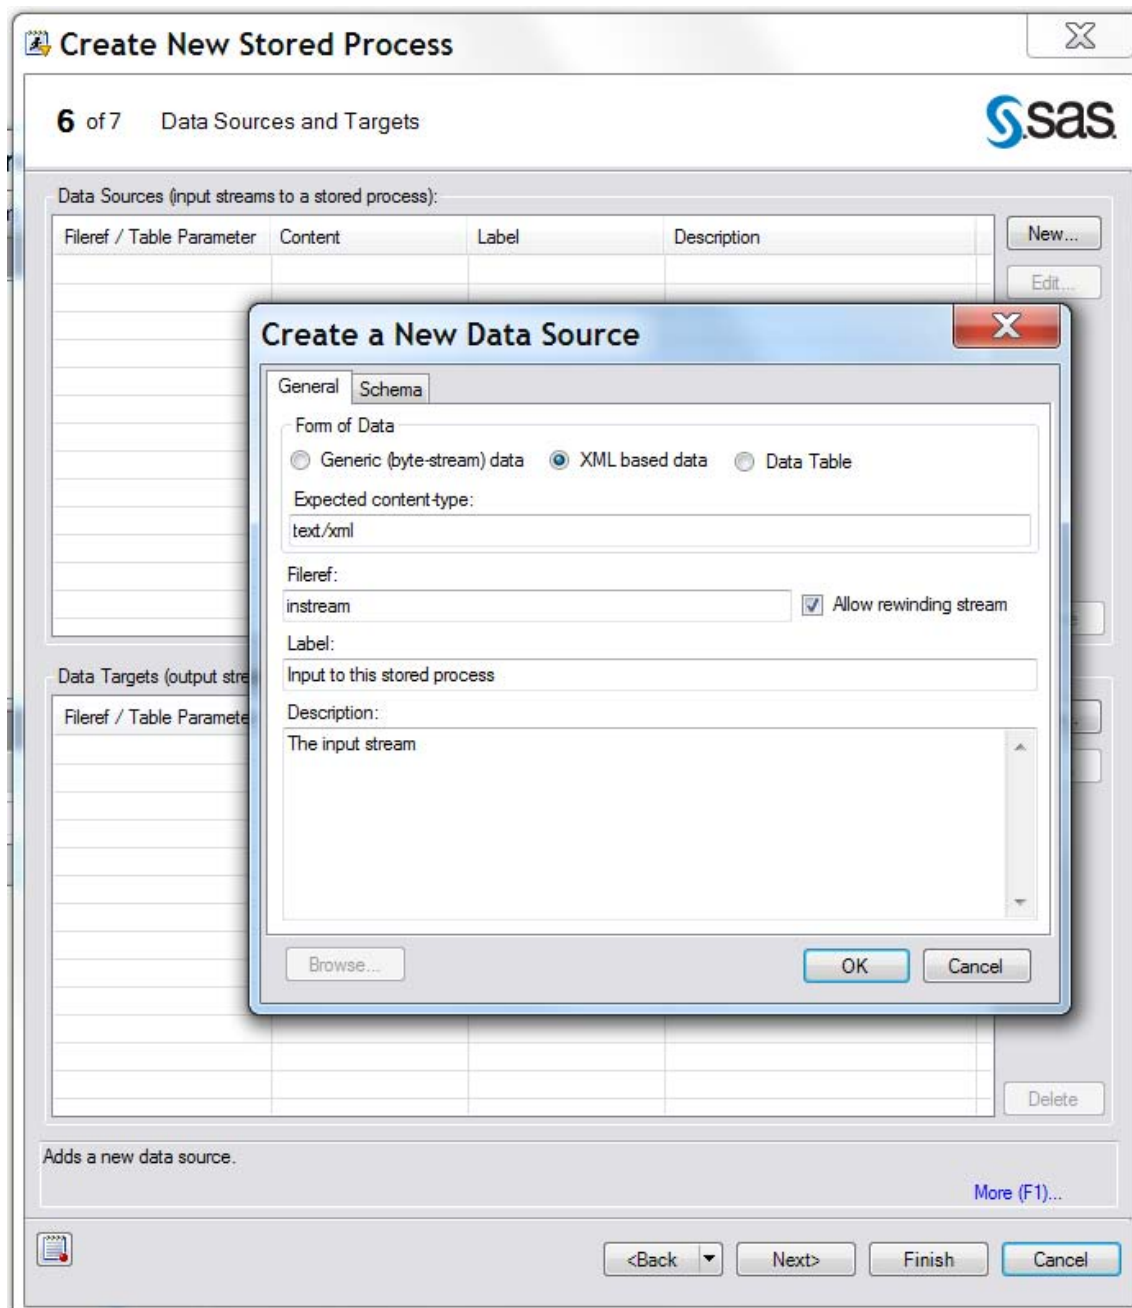 Create New Stored Process
6 of 7 Data Sources and Targets
sas
Data Sources (input streams to a stored process):
Fileref / Table Parameter Content Label Description
New...
Edit...
Create a New Data Source
General Schema
Form of Data
Generic (byte-stream) data XML based data Data Table
Expected content-type:
text/xml
Fileref:
instream Allow rewinding stream
Label:
Input to this stored process
Data Targets (output stre
Fileref / Table Paramete
Description:
The input stream
Browse... OK Cancel
Delete
Adds a new data source.
More (F1)...
<Back Next> Finish Cancel